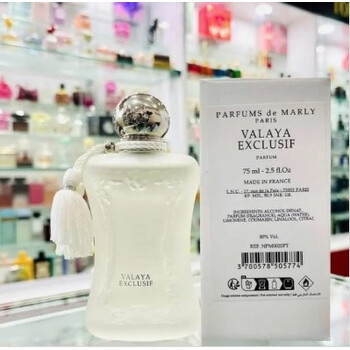 VALAYA
EXCLUSIF
PARFUMS de MARLY
PARIS
VALAYA
EXCLUSIF
PARFUM
75 ml - 2.5 fl.Oz
MADE IN FRANCE
INGREDIENTS: ALCOHOL DENAT.,
PARFUM (FRAGRANCE), AQUA (WATER),
LIMONENE, COUMARIN, LINALOOL, CITRAL
80% Vol.
3 700578 505774